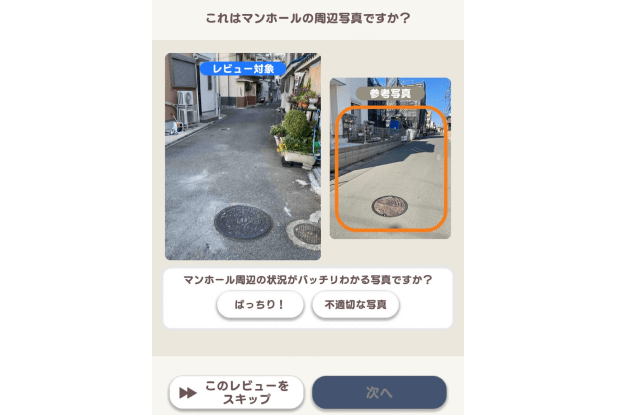 これはマンホールの周辺写真ですか？
レビュー対象
参考写真
マンホール周辺の状況がバッチリわかる写真ですか？
ばっちり！
不適切な写真
このレビューを
スキップ
次へ